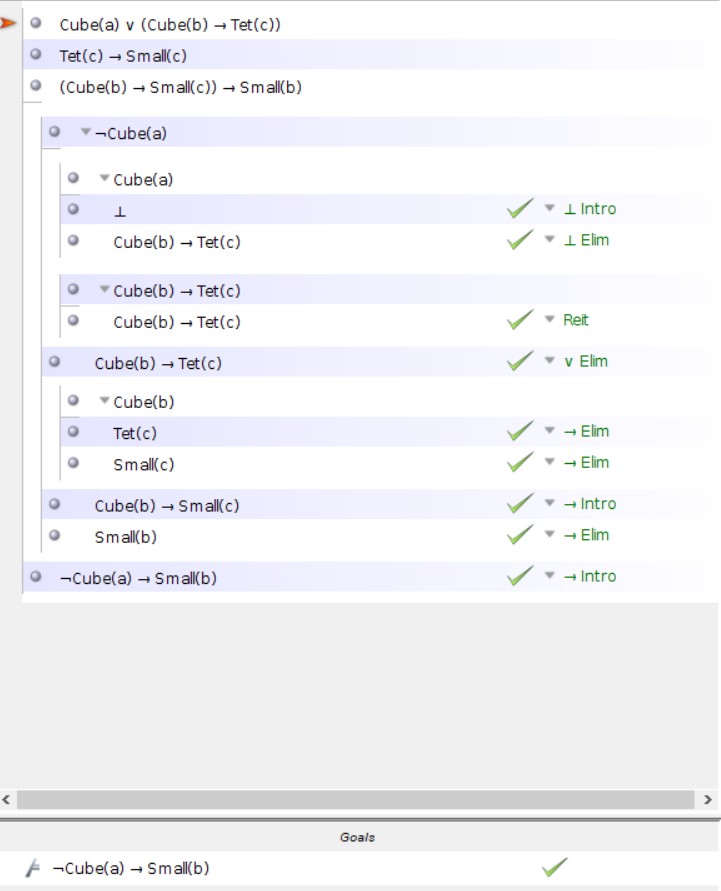 Cube(a) ∨ (Cube(b) → Tet(c))
Tet(c) → Small(c)
(Cube(b) → Small(c)) → Small(b)
¬Cube(a)
Cube(a)
⊥ ⊥ Intro
Cube(b) → Tet(c) ⊥ Elim
Cube(b) → Tet(c)
Cube(b) → Tet(c) Reit
Cube(b) → Tet(c) ∨ Elim
Cube(b)
Tet(c) → Elim
Small(c) → Elim
Cube(b) → Small(c) → Intro
Small(b) → Elim
¬Cube(a) → Small(b) → Intro
Goals
¬Cube(a) → Small(b)